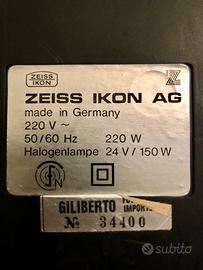 ZEISS
IKON
ZEISS IKON AG
made in Germany
220 V ~
50/60 Hz 220 W
Halogenlampe 24 V / 150 W
GILIBERTO
IMPORTE
№ 34400
subito